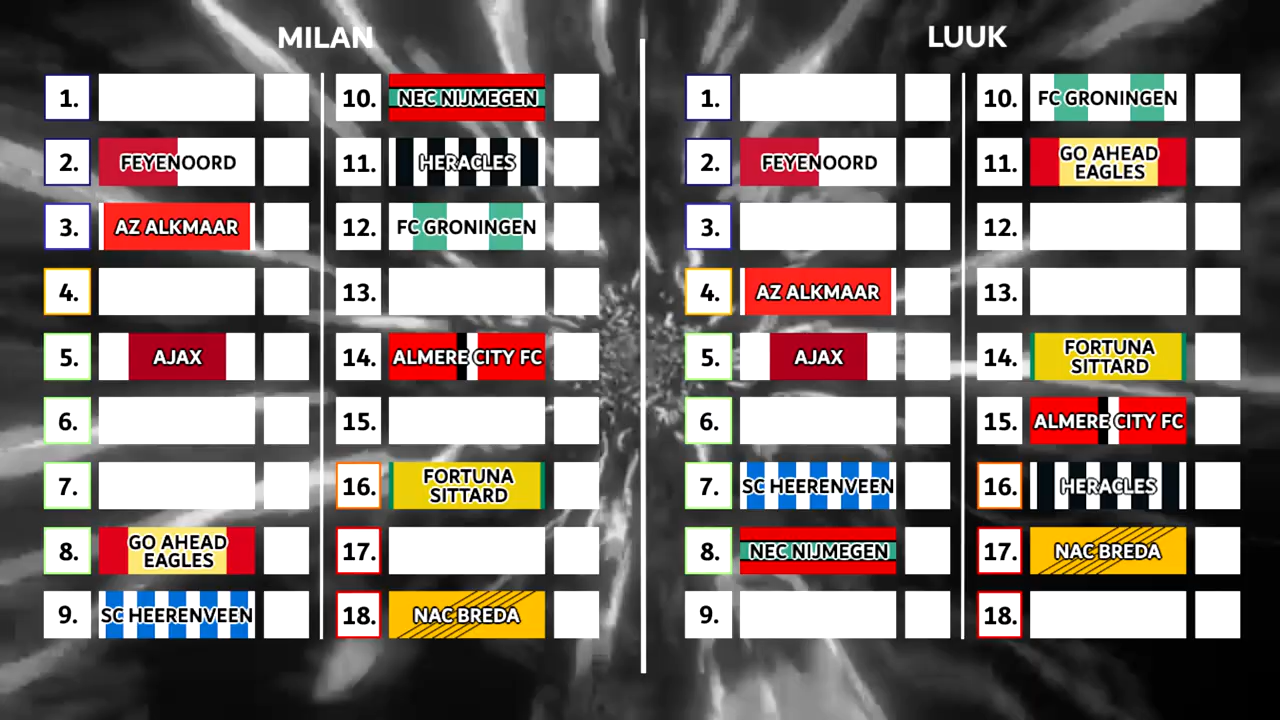 MILAN
1.
2. FEYENOORD
3. AZ ALKMAAR
4.
5. AJAX
6.
7.
8. GO AHEAD
EAGLES
9. SC HEERENVEEN
10. NEC NIJMEGEN
11. HERACLES
12. FC GRONINGEN
13.
14. ALMERE CITY FC
15.
16. FORTUNA
SITTARD
17.
18. NAC BREDA
LUUK
1.
2. FEYENOORD
3.
4. AZ ALKMAAR
5. AJAX
6.
7. SC HEERENVEEN
8. NEC NIJMEGEN
9.
10. FC GRONINGEN
11. GO AHEAD
EAGLES
12.
13.
14. FORTUNA
SITTARD
15. ALMERE CITY FC
16. HERACLES
17. NAC BREDA
18.